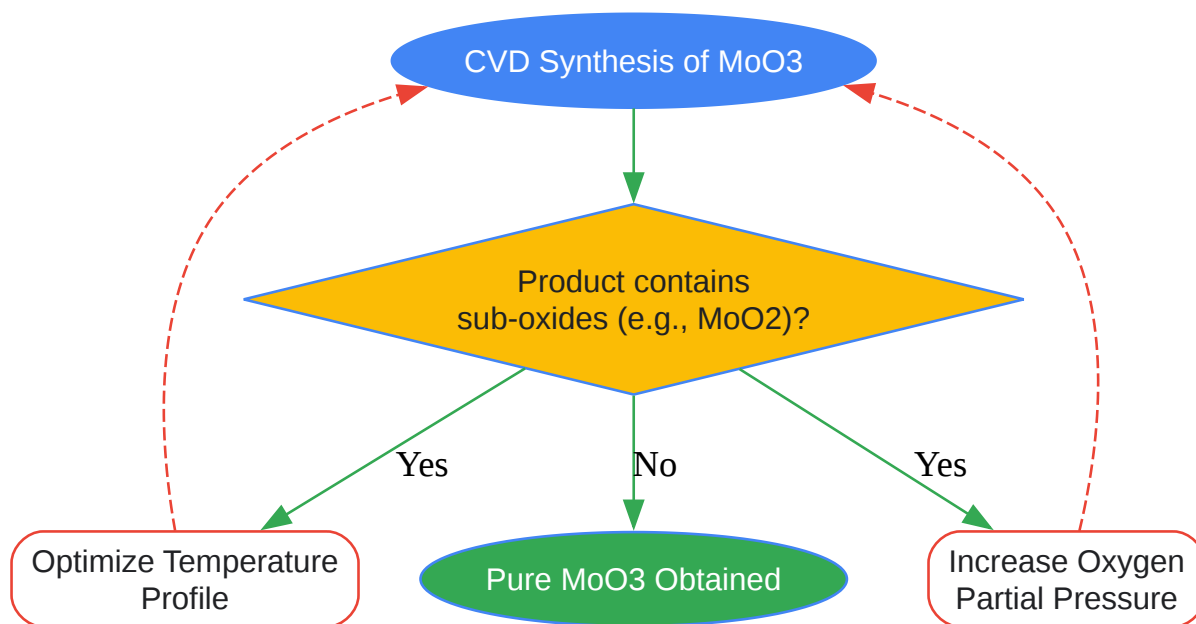 CVD Synthesis of MoO3
Product contains
sub-oxides (e.g., MoO2)?
Yes
No
Yes
Optimize Temperature
Profile
Pure MoO3 Obtained
Increase Oxygen
Partial Pressure